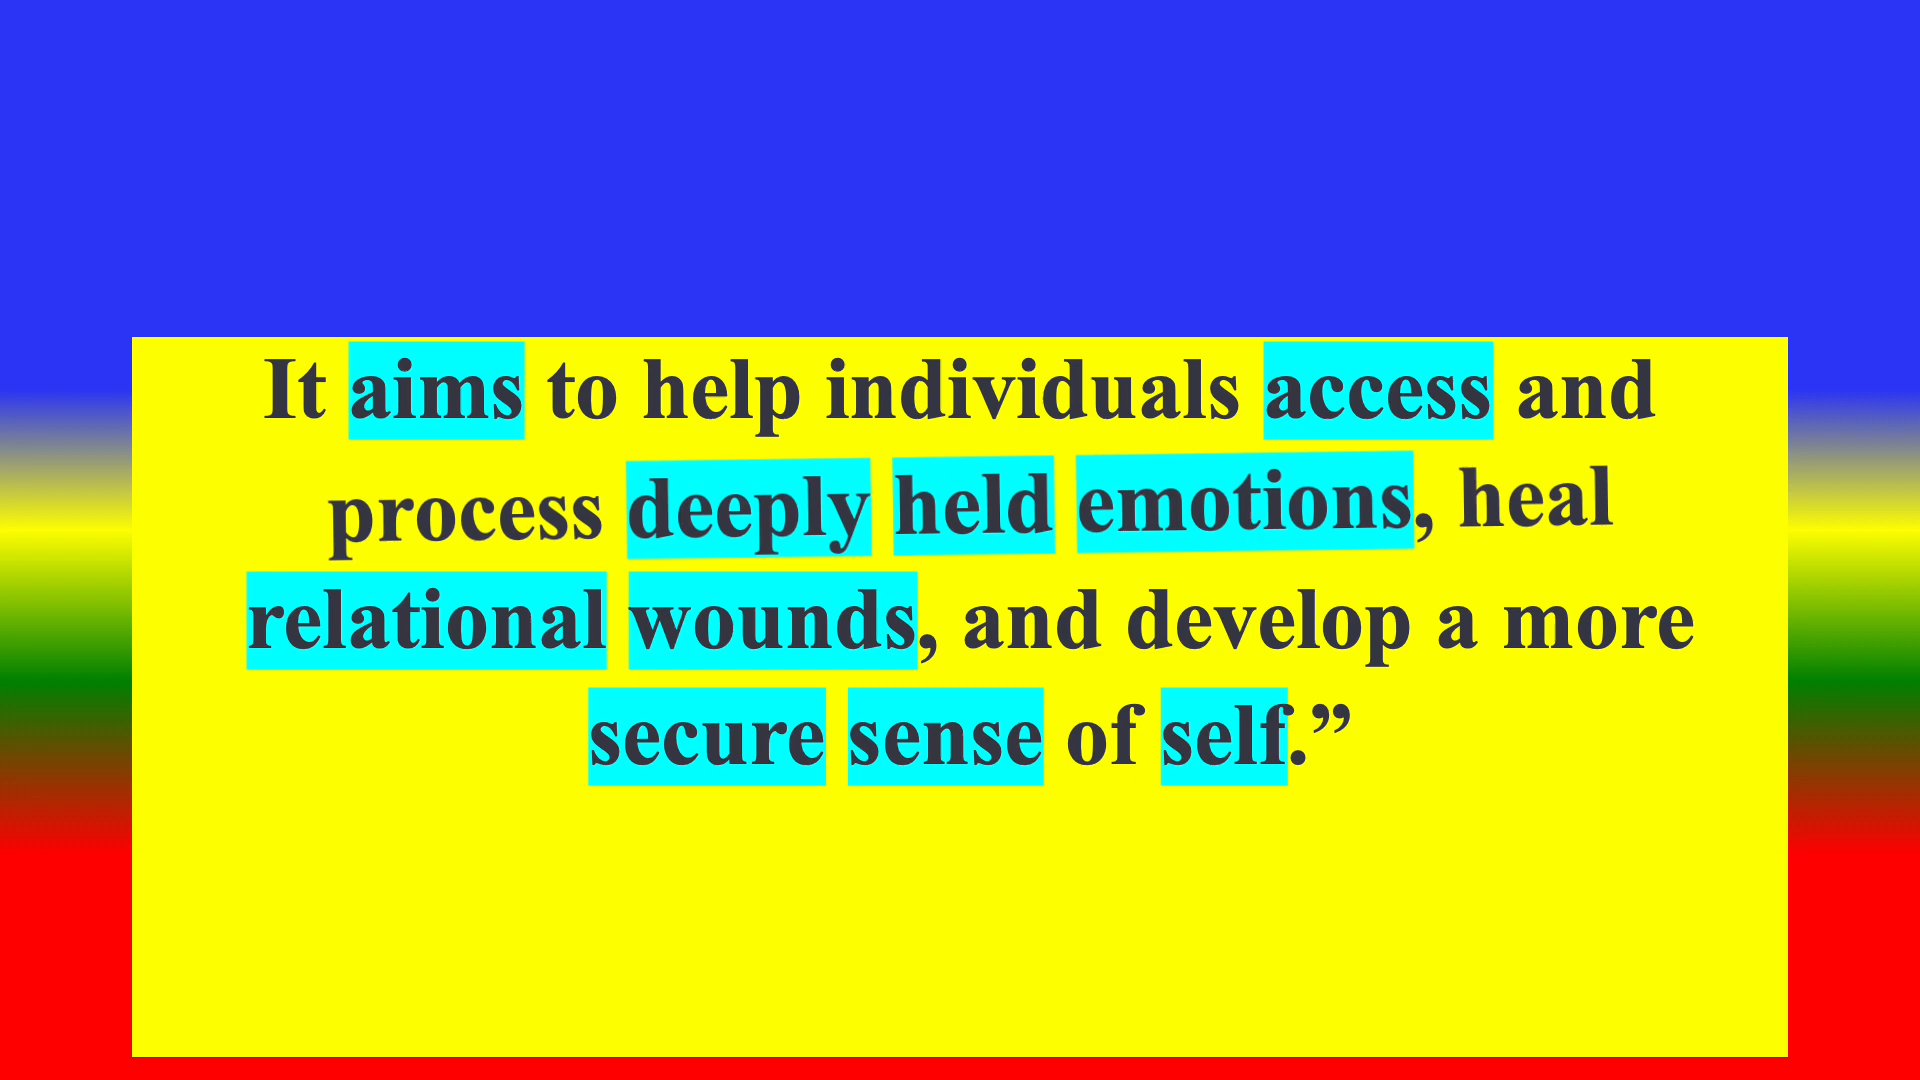 It aims to help individuals access and
process deeply held emotions, heal
relational wounds, and develop a more
secure sense of self.”